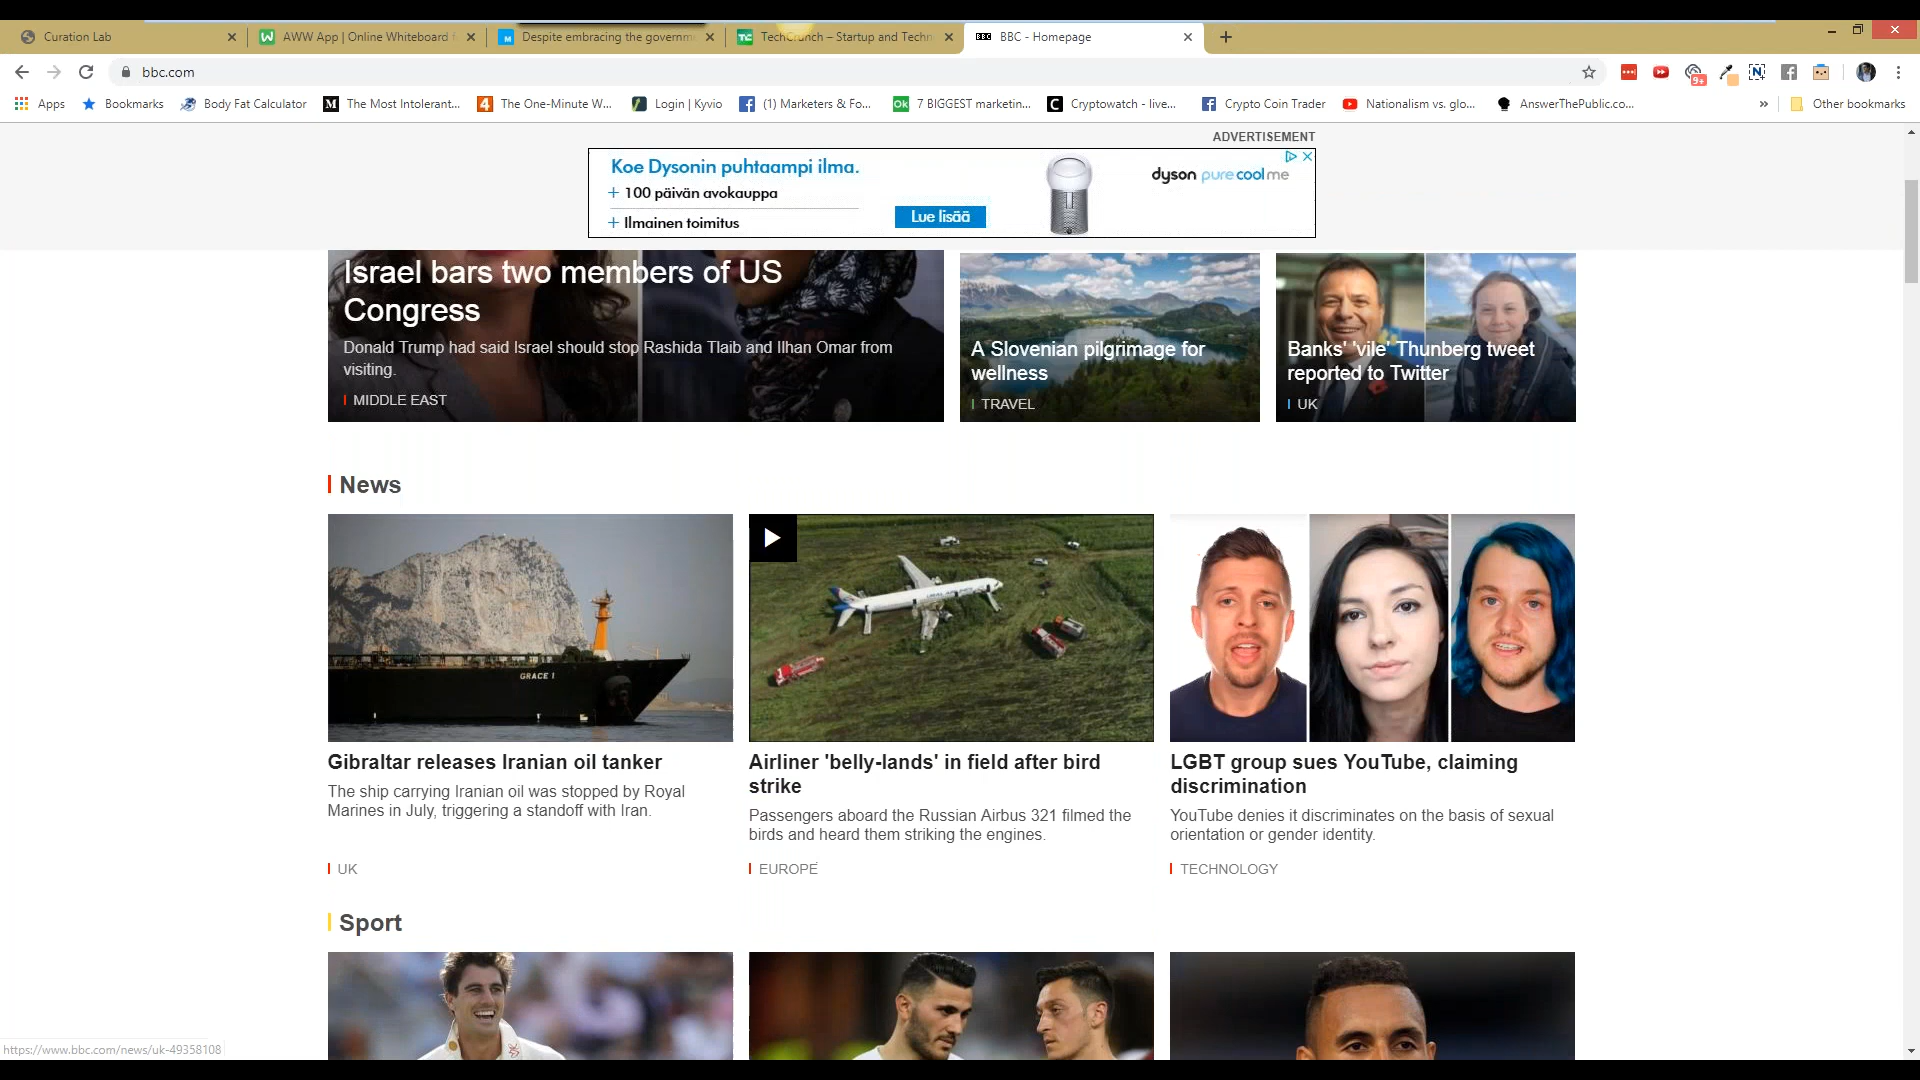 Curation Lab
AWW App | Online Whiteboard
Despite embracing the governm
TechCrunch – Startup and Techn
BBC - Homepage
bbc.com
9+
Apps
Bookmarks
Body Fat Calculator
The Most Intolerant...
The One-Minute W...
Login | Kyvio
(1) Marketers & Fo...
7 BIGGEST marketin...
Cryptowatch - live...
Crypto Coin Trader
Nationalism vs. glo...
AnswerThePublic.co...
»
Other bookmarks
ADVERTISEMENT
Koe Dysonin puhtaampi ilma.
+ 100 päivän avokauppa
+ Ilmainen toimitus
Lue lisää
dyson pure cool me
Israel bars two members of US
Congress
Donald Trump had said Israel should stop Rashida Tlaib and Ilhan Omar from
visiting.
MIDDLE EAST
A Slovenian pilgrimage for
wellness
TRAVEL
Banks' 'vile' Thunberg tweet
reported to Twitter
UK
News
GRACE 1
Gibraltar releases Iranian oil tanker
The ship carrying Iranian oil was stopped by Royal
Marines in July, triggering a standoff with Iran.
UK
Airliner 'belly-lands' in field after bird
strike
Passengers aboard the Russian Airbus 321 filmed the
birds and heard them striking the engines.
EUROPE
LGBT group sues YouTube, claiming
discrimination
YouTube denies it discriminates on the basis of sexual
orientation or gender identity.
TECHNOLOGY
Sport
https://www.bbc.com/news/uk-49358108